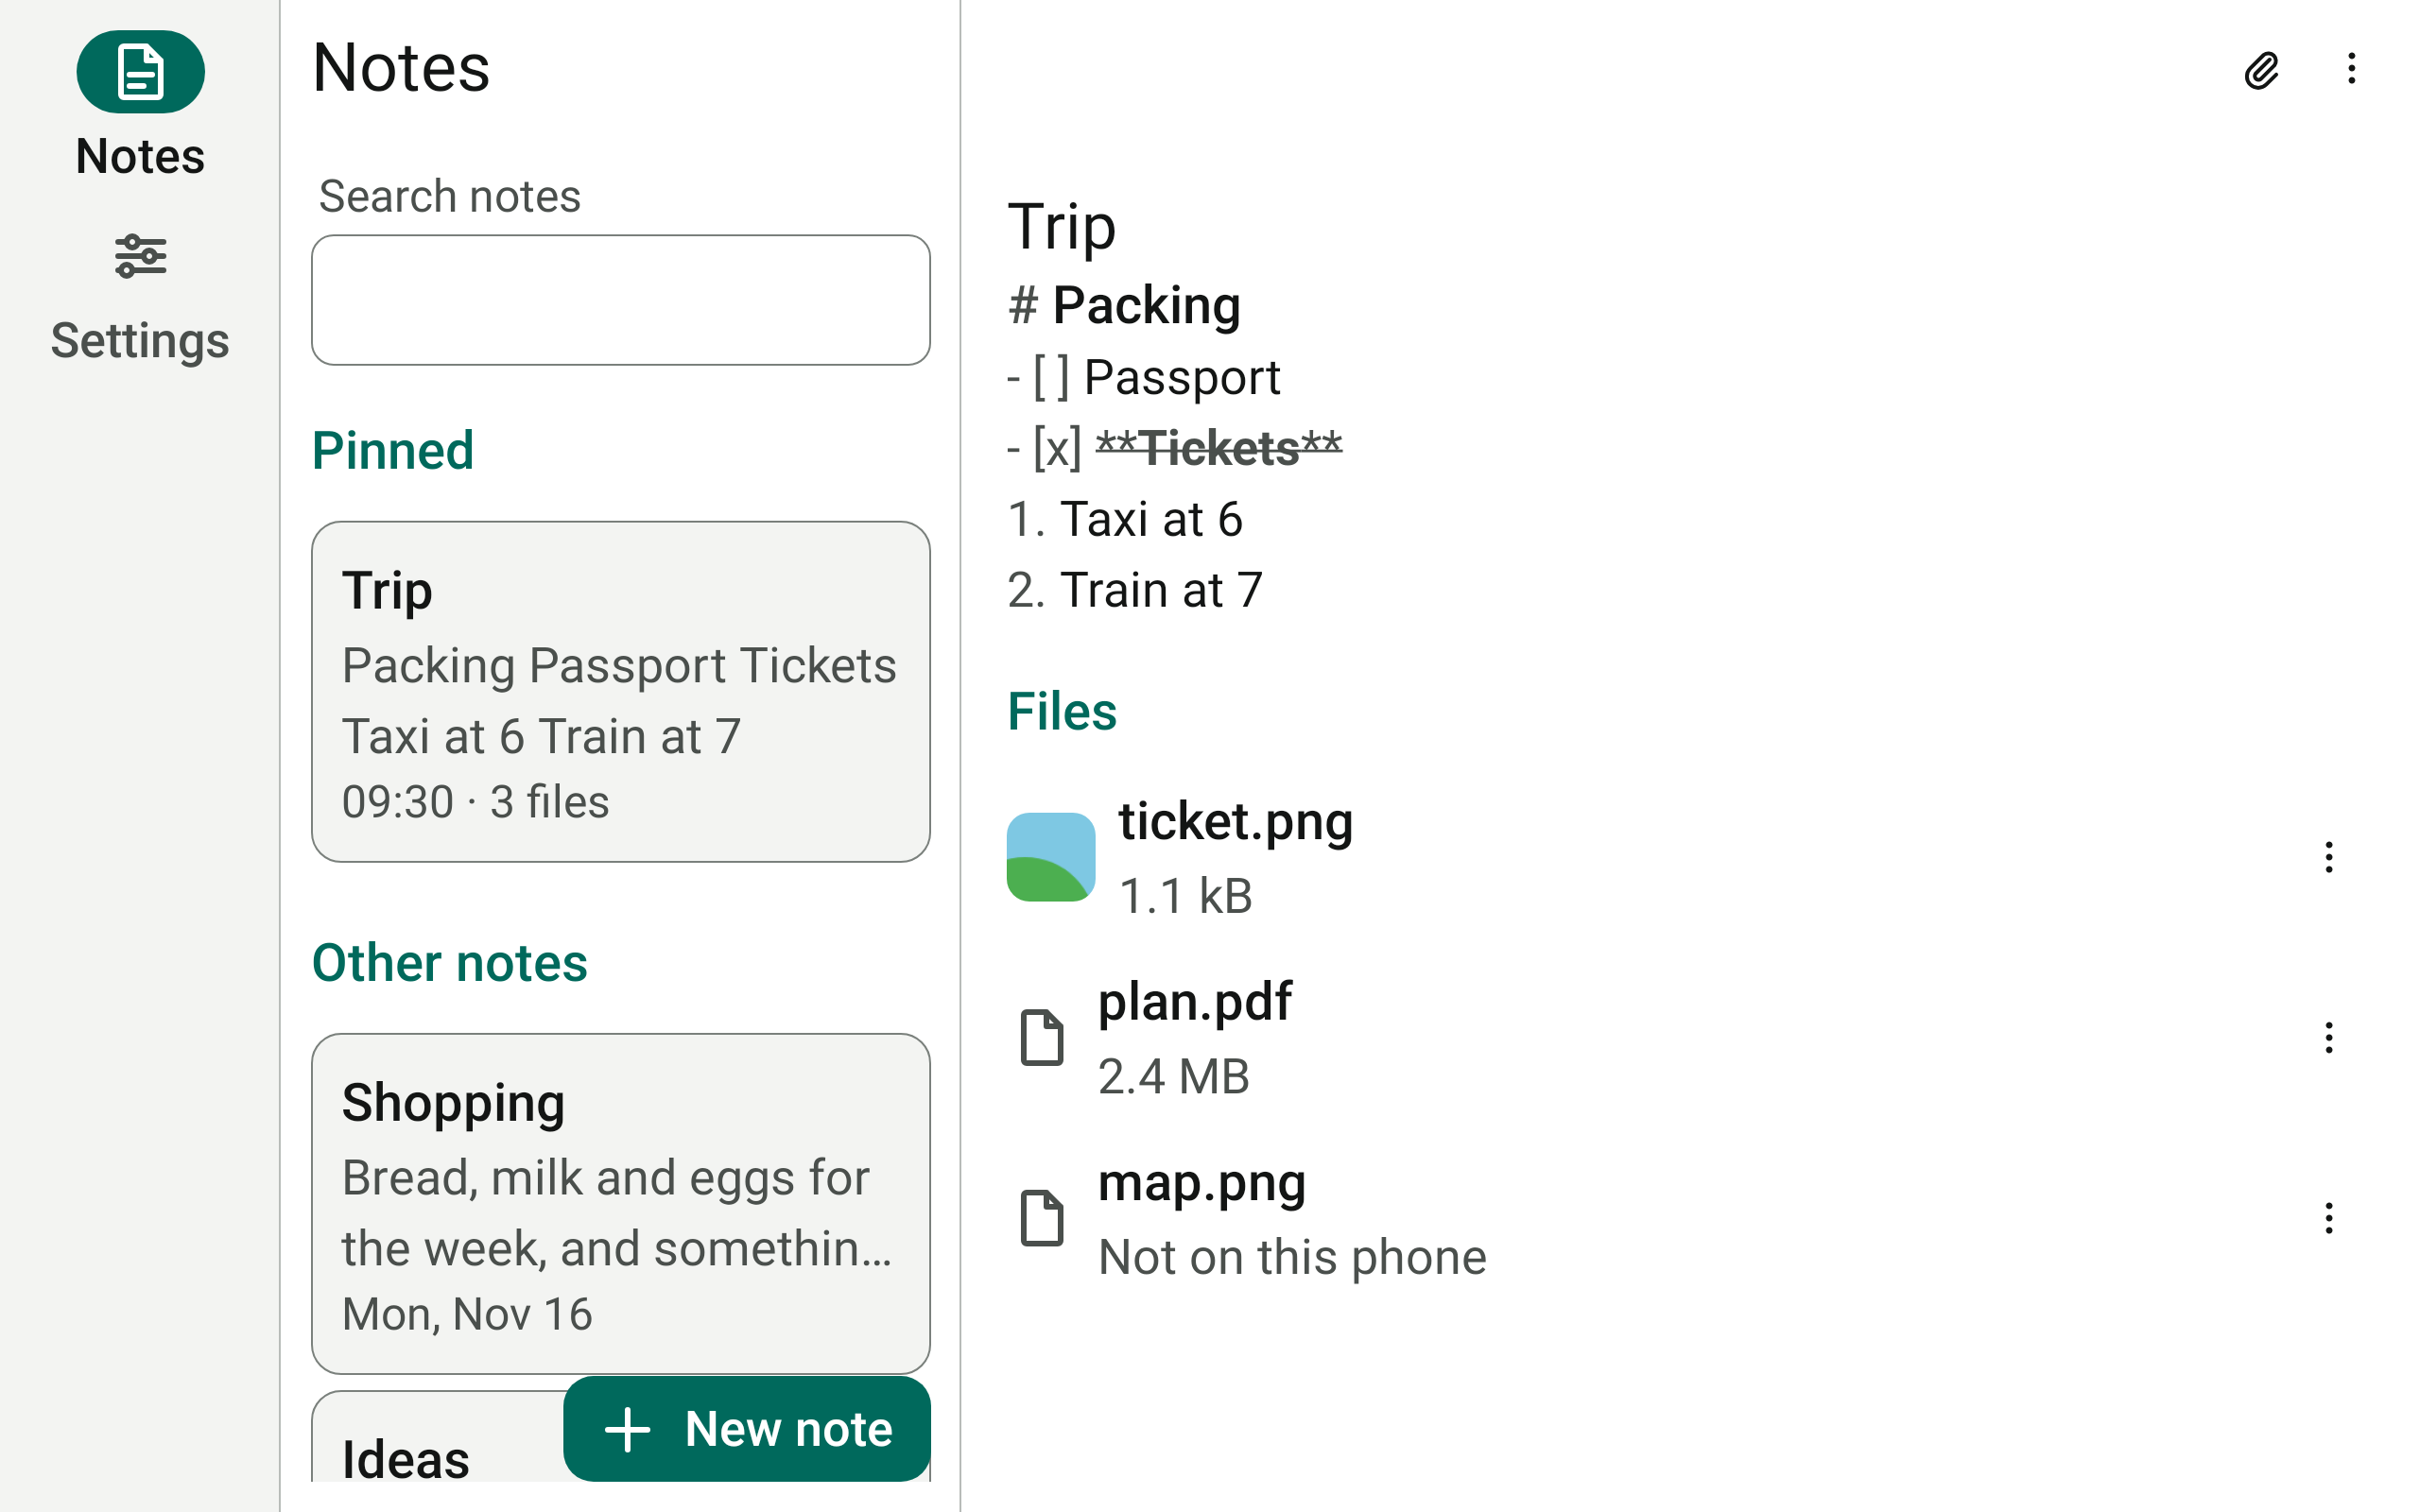 Notes
Settings
Notes
Search notes
Pinned
Trip
Packing Passport Tickets
Taxi at 6 Train at 7
09:30 · 3 files
Other notes
Shopping
Bread, milk and eggs for
the week, and somethin…
Mon, Nov 16
Ideas
New note
Trip
# Packing
- [ ] Passport
- [x] **Tickets**
1. Taxi at 6
2. Train at 7
Files
ticket.png
1.1 kB
plan.pdf
2.4 MB
map.png
Not on this phone